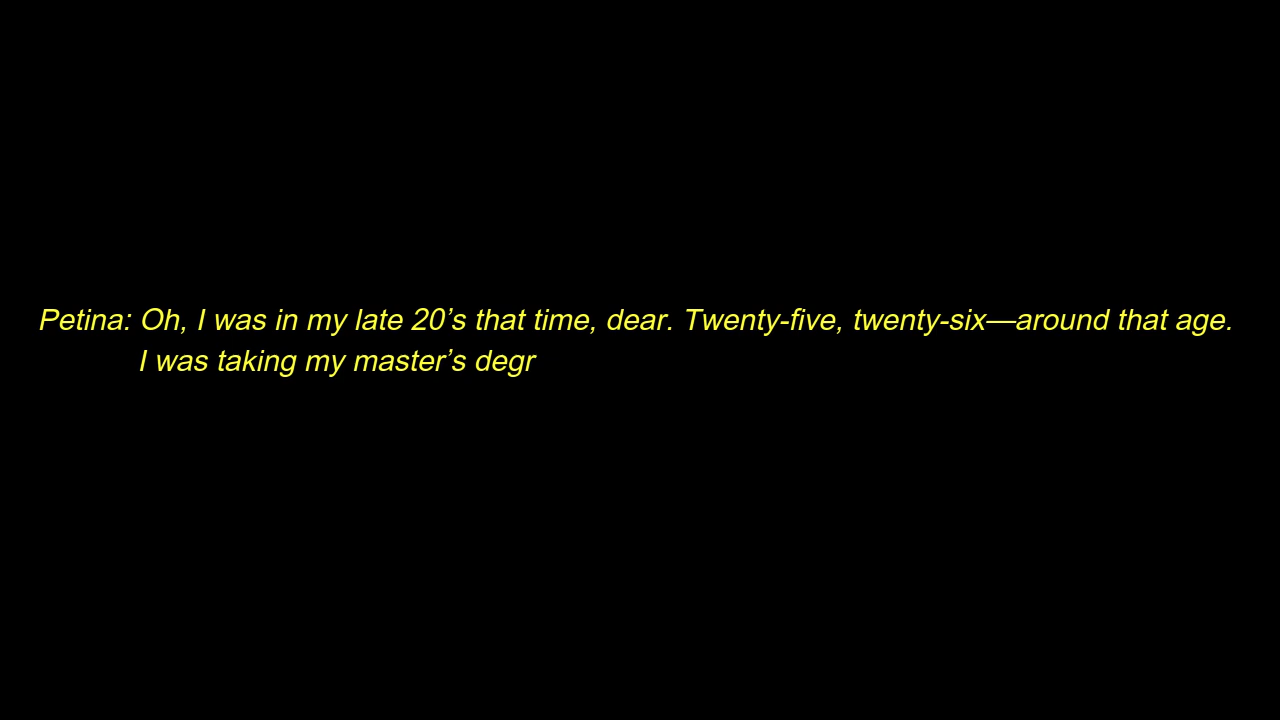 Petina: Oh, I was in my late 20’s that time, dear. Twenty-five, twenty-six—around that age.
I was taking my master’s degr